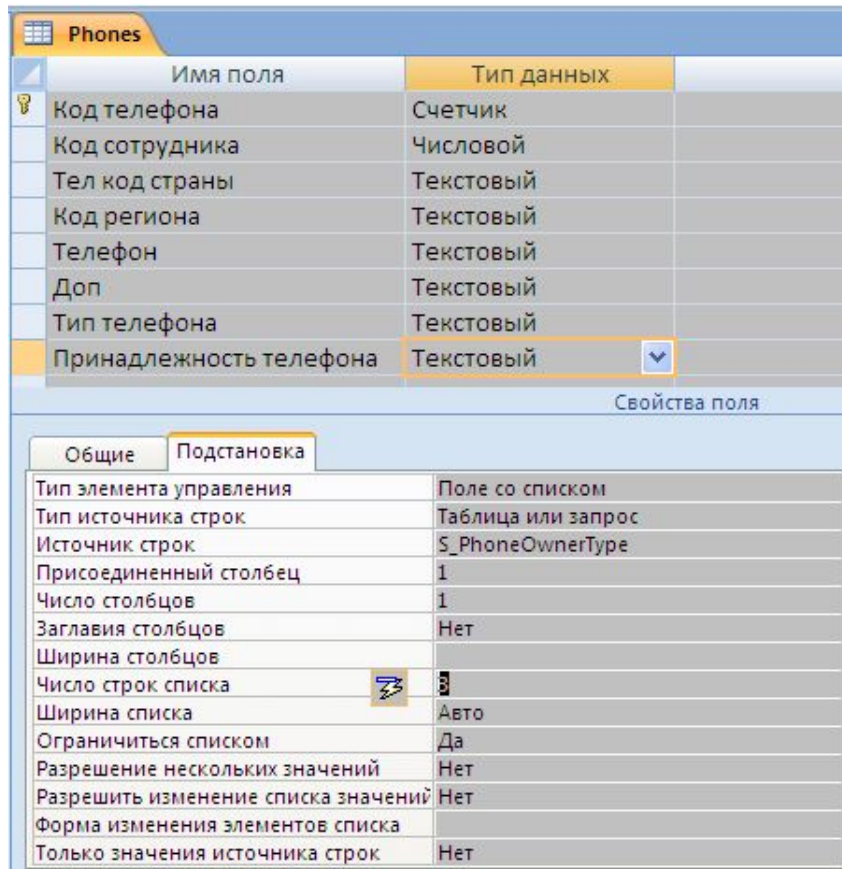 Phones
Имя поля Тип данных
Код телефона Счетчик
Код сотрудника Числовой
Тел код страны Текстовый
Код региона Текстовый
Телефон Текстовый
Доп Текстовый
Тип телефона Текстовый
Принадлежность телефона Текстовый
Свойства поля
Общие Подстановка
Тип элемента управления Поле со списком
Тип источника строк Таблица или запрос
Источник строк S_PhoneOwnerType
Присоединенный столбец 1
Число столбцов 1
Заглавия столбцов Нет
Ширина столбцов
Число строк списка
Ширина списка Авто
Ограничиться списком Да
Разрешение нескольких значений Нет
Разрешить изменение списка значений Нет
Форма изменения элементов списка
Только значения источника строк Нет